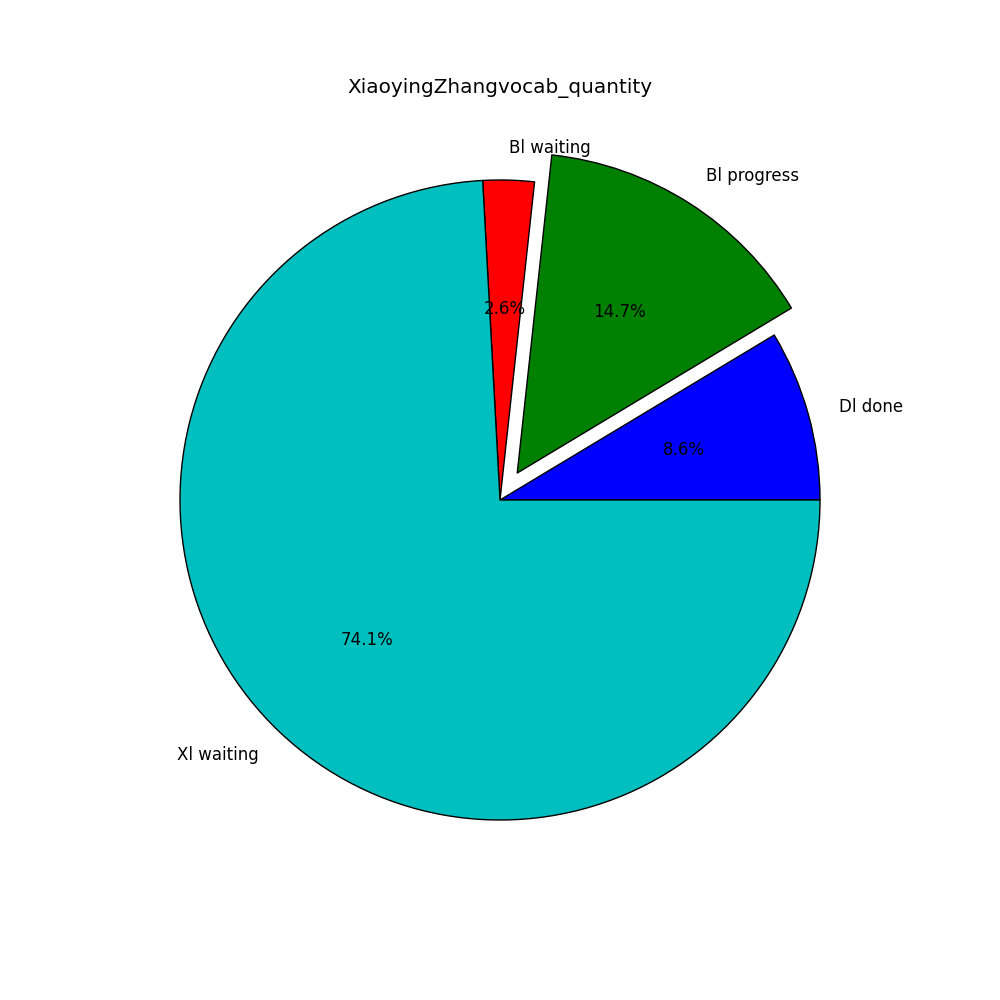 XiaoyingZhangvocab_quantity
Bl waiting
Bl progress
2.6%
14.7%
Dl done
8.6%
74.1%
Xl waiting